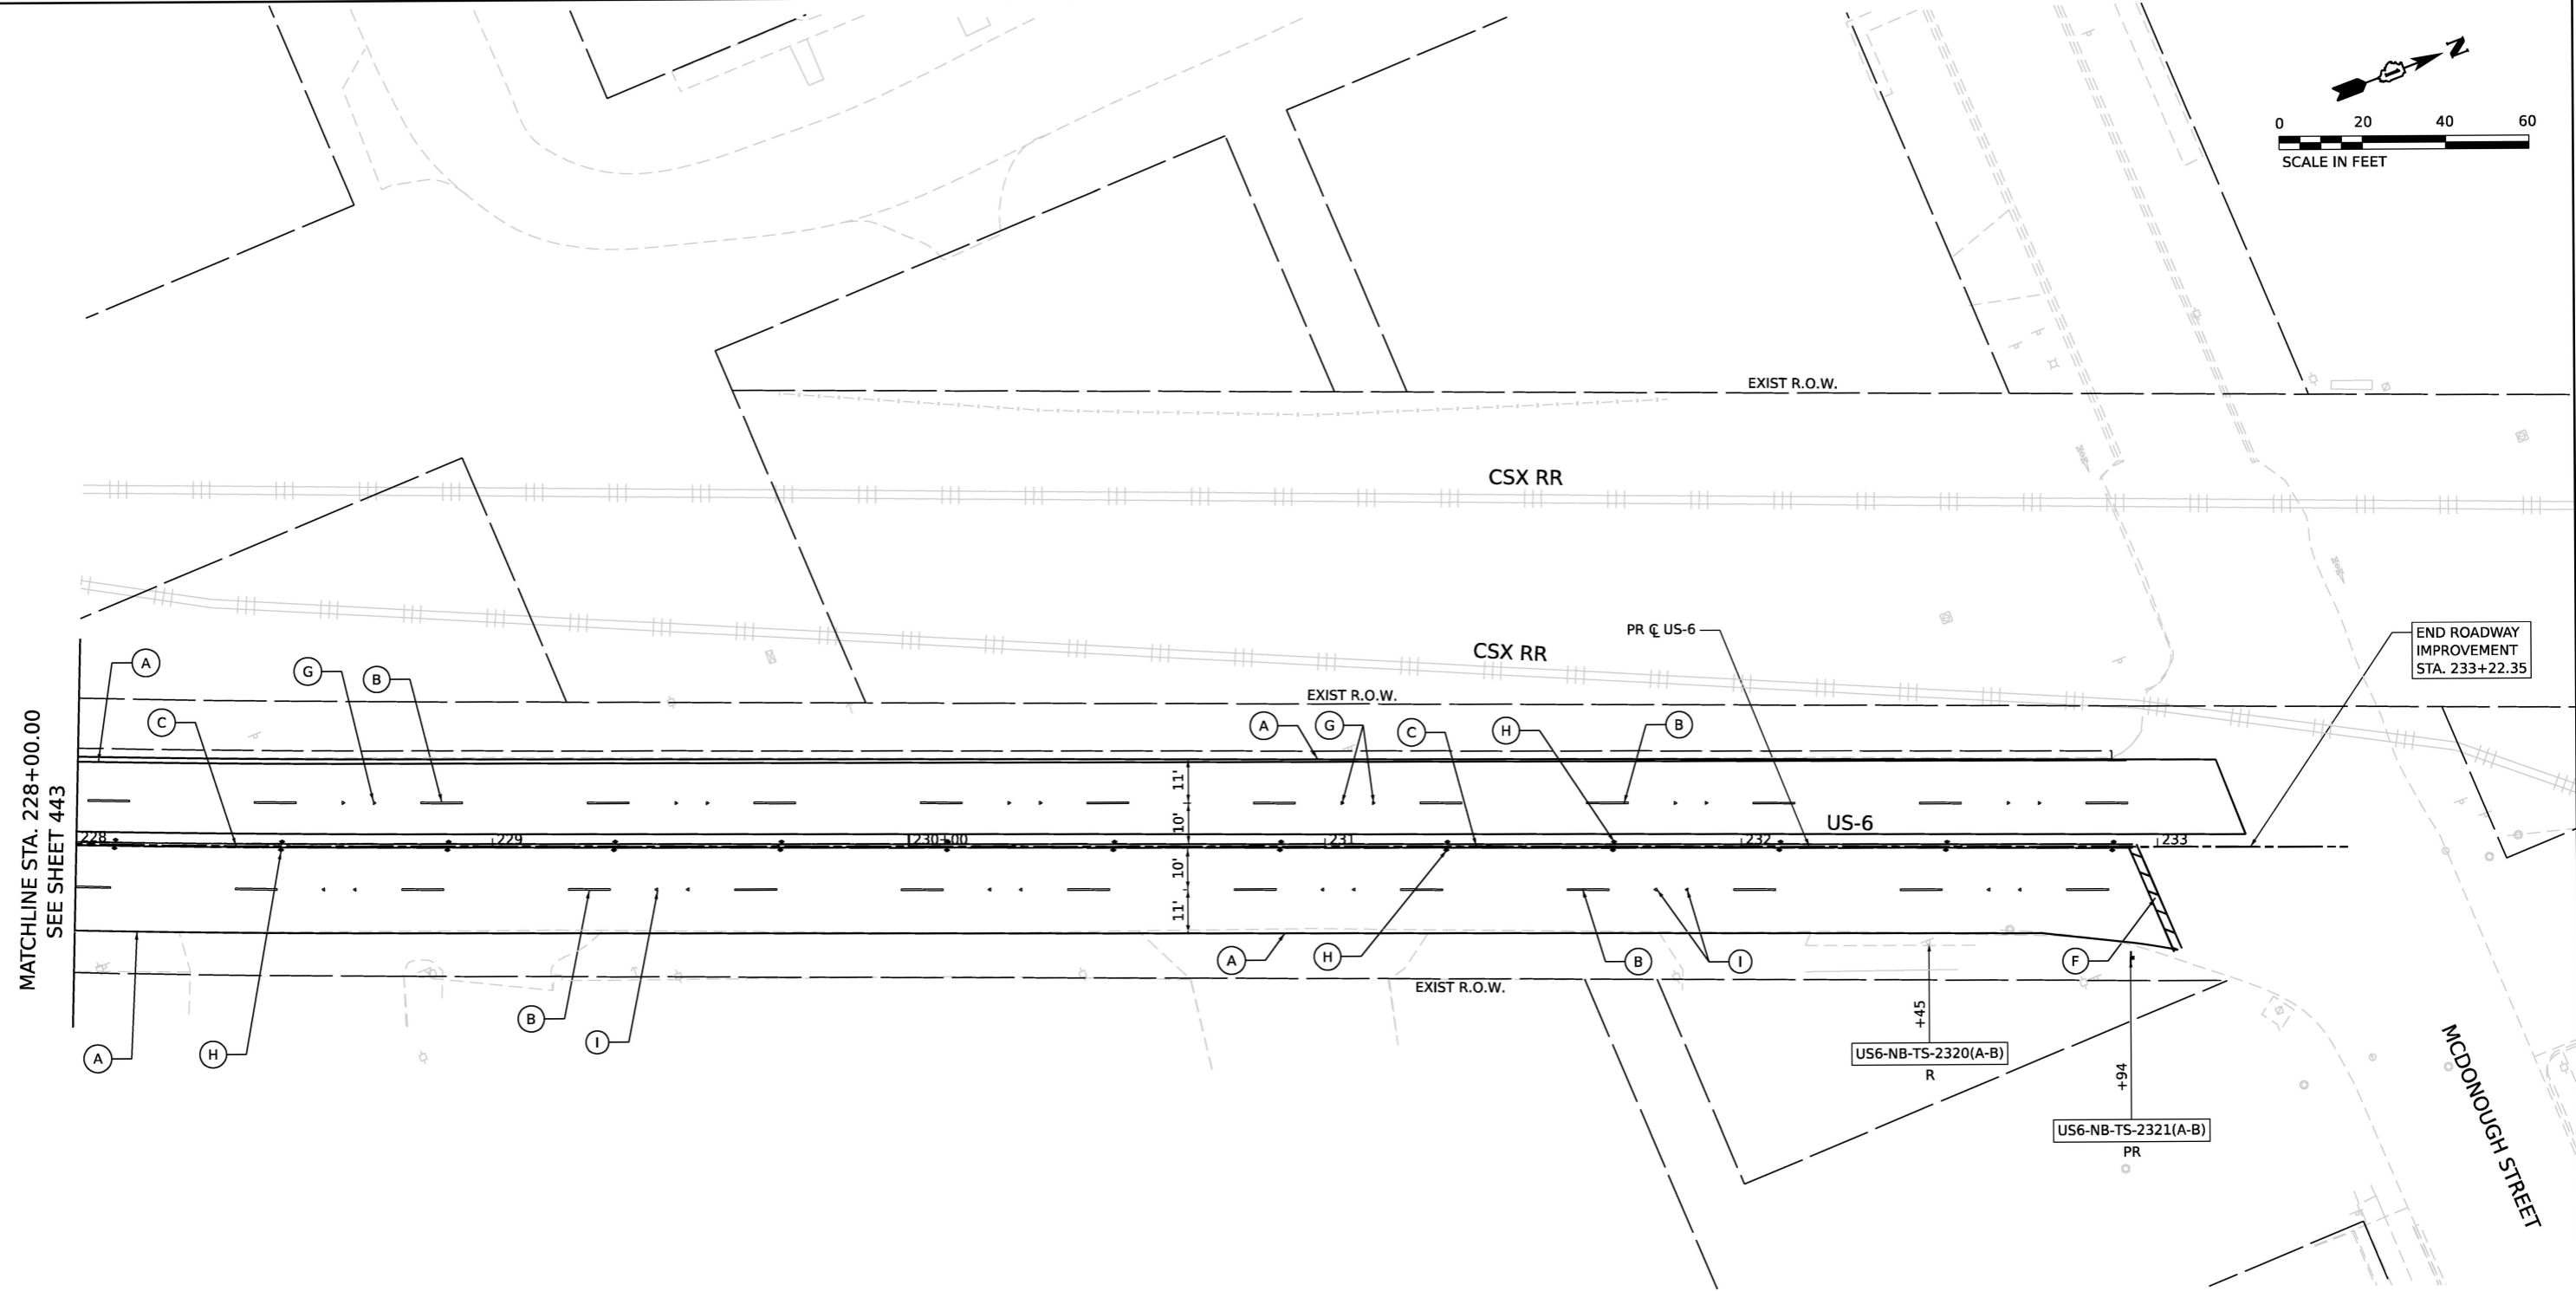 N
0 20 40 60
SCALE IN FEET
EXIST R.O.W.
CSX RR
CSX RR
PR ℄ US-6
END ROADWAY
IMPROVEMENT
STA. 233+22.35
A
G
B
EXIST R.O.W.
C
A
G
C
H
B
MATCHLINE STA. 228+00.00
SEE SHEET 443
11'
10'
US-6
228
229
230+00
231
232
233
10'
11'
A
H
B
I
F
EXIST R.O.W.
B
I
A
H
+45
US6-NB-TS-2320(A-B)
R
+94
US6-NB-TS-2321(A-B)
PR
MCDONOUGH STREET